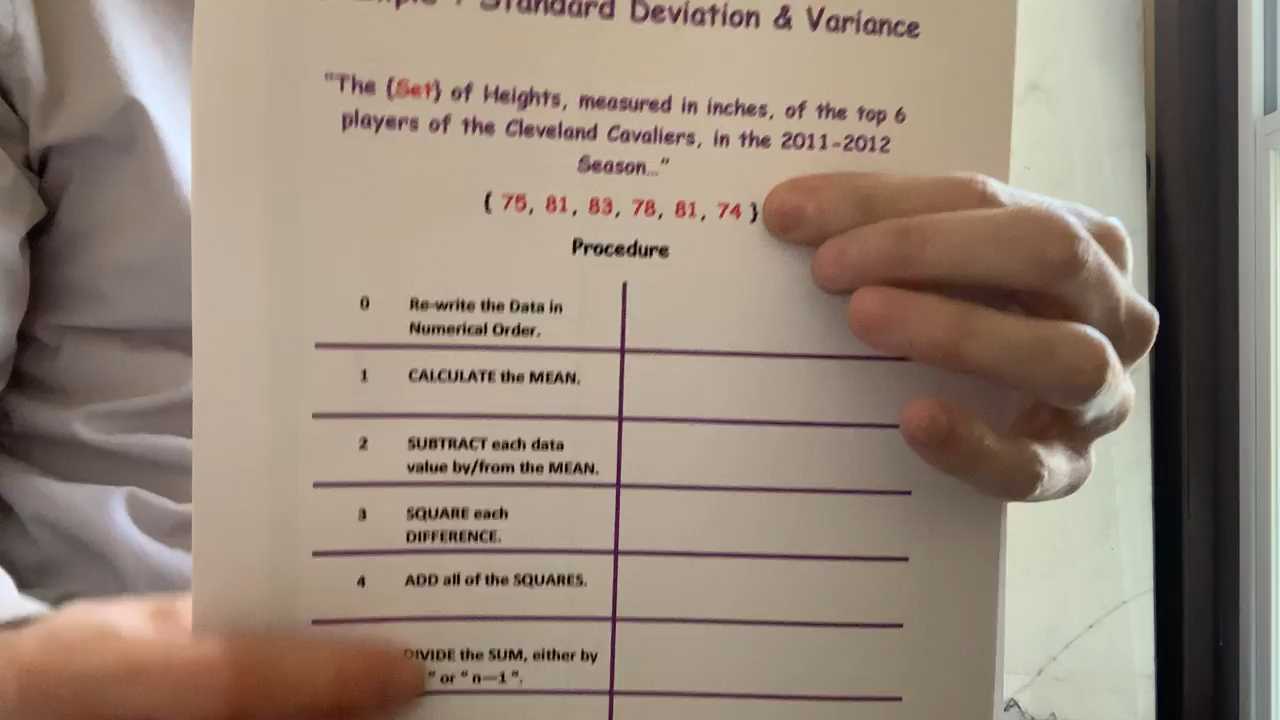 Standard Deviation & Variance
"The {Set} of Heights, measured in inches, of the top 6
players of the Cleveland Cavaliers, in the 2011-2012
Season..."
{ 75, 81, 83, 78, 81, 74 }
Procedure
0 Re-write the Data in
Numerical Order.
1 CALCULATE the MEAN.
2 SUBTRACT each data
value by/from the MEAN.
3 SQUARE each
DIFFERENCE.
4 ADD all of the SQUARES.
DIVIDE the SUM, either by
" or "n-1".